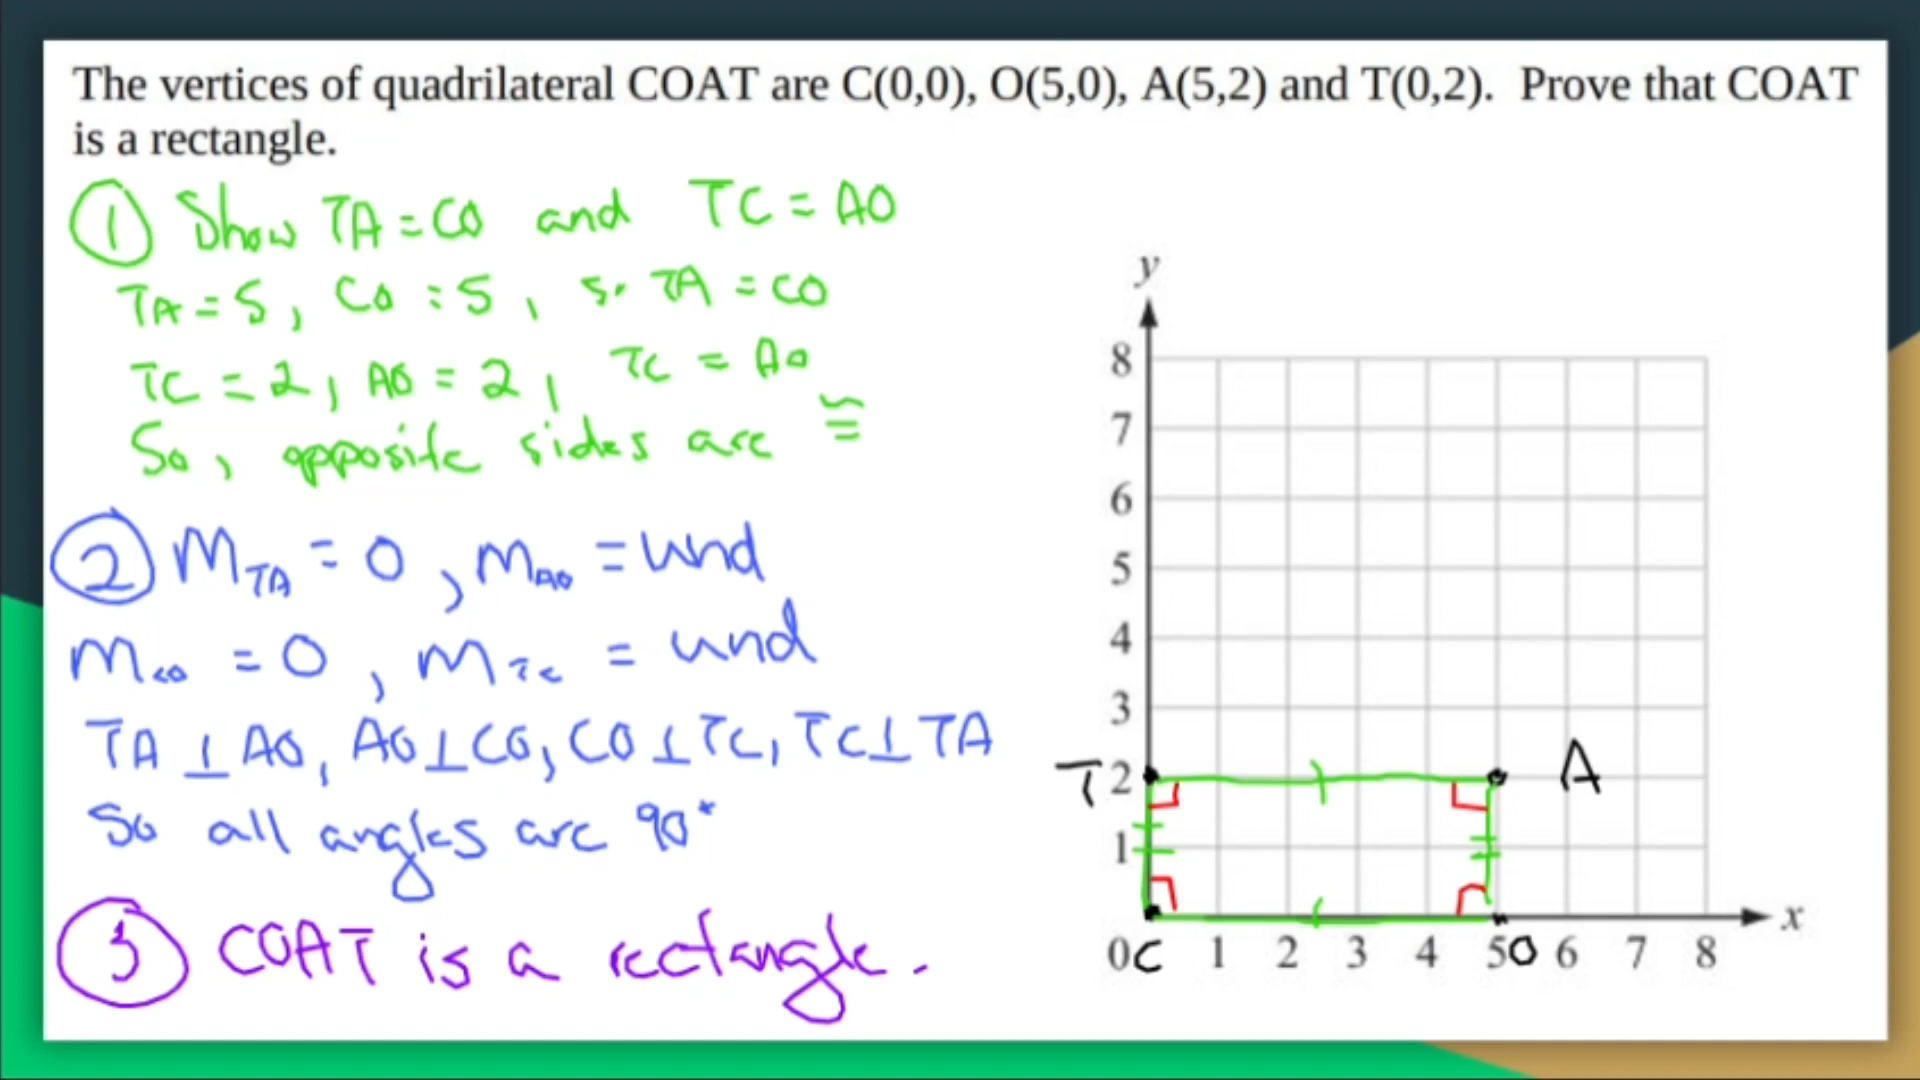 The vertices of quadrilateral COAT are C(0,0), O(5,0), A(5,2) and T(0,2). Prove that COAT
is a rectangle.
① Show TA = CO and TC = AO
TA = 5, CO = 5, so TA = CO
TC = 2, AO = 2, TC = AO
So, opposite sides are ≅
② m_TA = 0, m_AO = und
m_CO = 0, m_TC = und
TA ⊥ AO, AO ⊥ CO, CO ⊥ TC, TC ⊥ TA
So all angles are 90°
③ COAT is a rectangle.
y
8
7
6
5
4
3
T 2 A
1
x
0 C 1 2 3 4 5 O 6 7 8